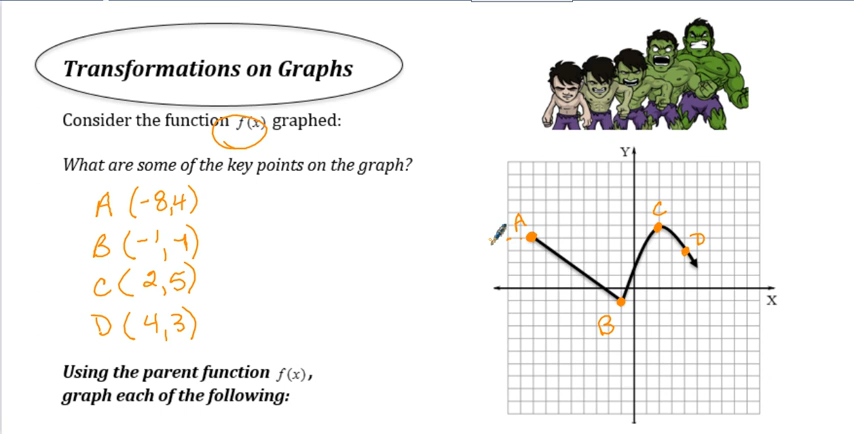 Transformations on Graphs
Consider the function f(x) graphed:
What are some of the key points on the graph?
A (-8,4)
B (-1,-1)
C (2,5)
D (4,3)
Using the parent function f(x),
graph each of the following:
Y
A
C
D
B
X